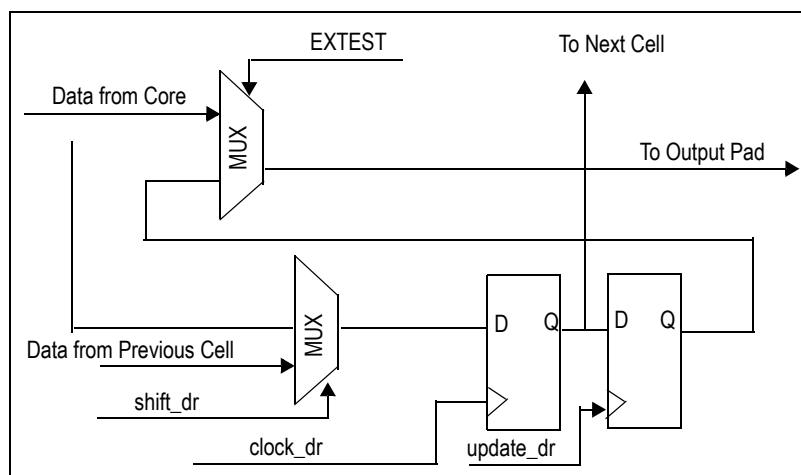 EXTEST
To Next Cell
Data from Core
MUX
To Output Pad
MUX
D Q
D Q
Data from Previous Cell
shift_dr
clock_dr
update_dr